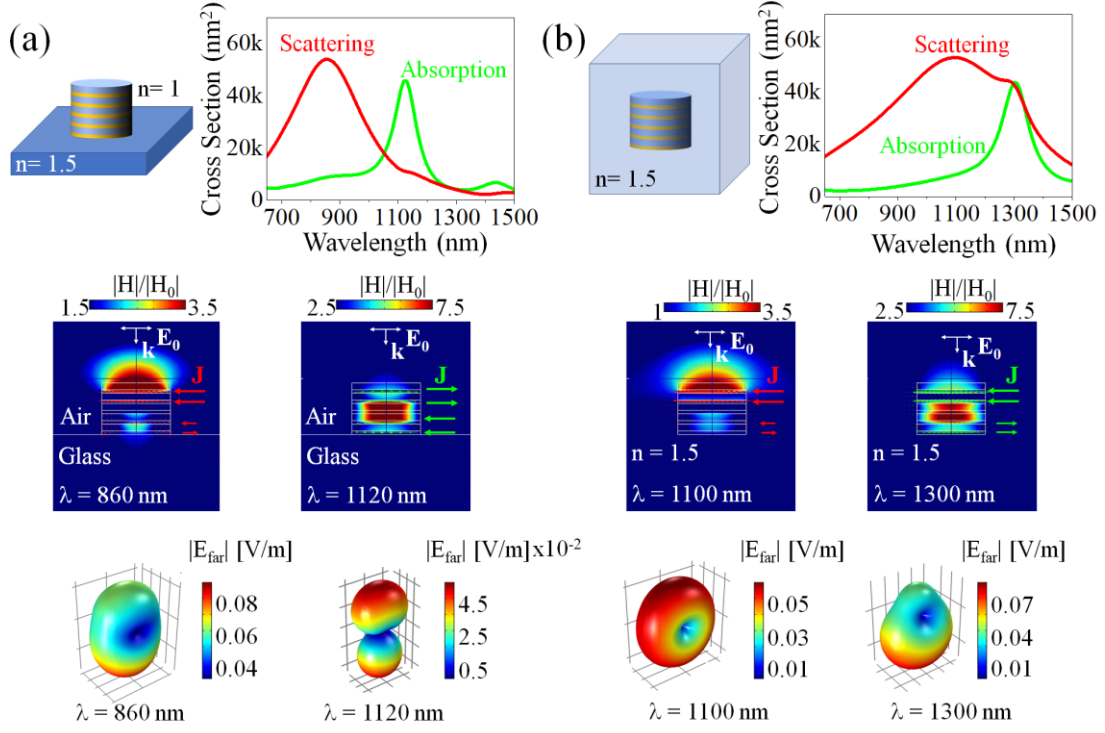 (a)
n= 1
n= 1.5
Cross Section (nm²)
60k
40k
20k
0
Scattering
Absorption
700 900 1100 1300 1500
Wavelength (nm)
(b)
n= 1.5
Cross Section (nm²)
60k
40k
20k
0
Scattering
Absorption
700 900 1100 1300 1500
Wavelength (nm)
|H|/|H₀|
1.5 3.5
E₀
k
J
Air
Glass
λ = 860 nm
|H|/|H₀|
2.5 7.5
E₀
k
J
Air
Glass
λ = 1120 nm
|H|/|H₀|
1 3.5
E₀
k
J
n = 1.5
λ = 1100 nm
|H|/|H₀|
2.5 7.5
E₀
k
J
n = 1.5
λ = 1300 nm
|E_far| [V/m]
0.08
0.06
0.04
λ = 860 nm
|E_far| [V/m]x10⁻²
4.5
2.5
0.5
λ = 1120 nm
|E_far| [V/m]
0.05
0.03
0.01
λ = 1100 nm
|E_far| [V/m]
0.07
0.04
0.01
λ = 1300 nm